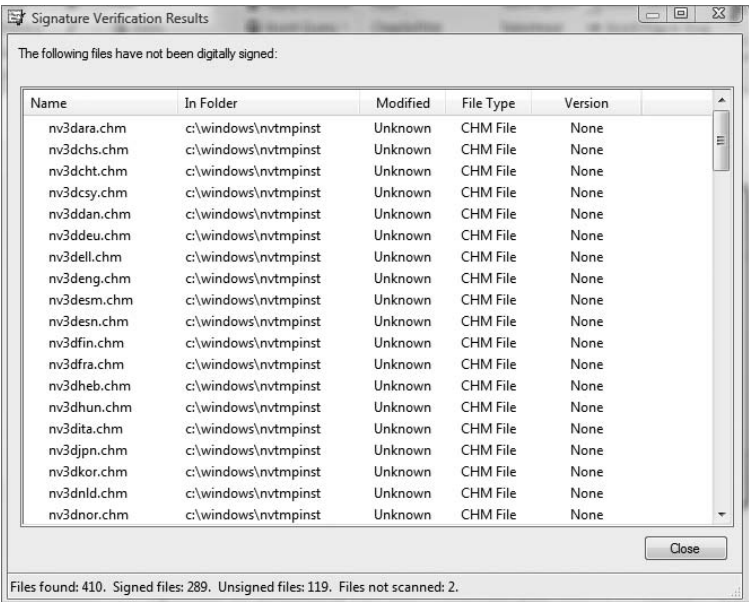 Signature Verification Results
The following files have not been digitally signed:
Name In Folder Modified File Type Version
nv3dara.chm c:\windows\nvtmpinst Unknown CHM File None
nv3dchs.chm c:\windows\nvtmpinst Unknown CHM File None
nv3dcht.chm c:\windows\nvtmpinst Unknown CHM File None
nv3dcsy.chm c:\windows\nvtmpinst Unknown CHM File None
nv3ddan.chm c:\windows\nvtmpinst Unknown CHM File None
nv3ddeu.chm c:\windows\nvtmpinst Unknown CHM File None
nv3dell.chm c:\windows\nvtmpinst Unknown CHM File None
nv3deng.chm c:\windows\nvtmpinst Unknown CHM File None
nv3desm.chm c:\windows\nvtmpinst Unknown CHM File None
nv3desn.chm c:\windows\nvtmpinst Unknown CHM File None
nv3dfin.chm c:\windows\nvtmpinst Unknown CHM File None
nv3dfra.chm c:\windows\nvtmpinst Unknown CHM File None
nv3dheb.chm c:\windows\nvtmpinst Unknown CHM File None
nv3dhun.chm c:\windows\nvtmpinst Unknown CHM File None
nv3dita.chm c:\windows\nvtmpinst Unknown CHM File None
nv3djpn.chm c:\windows\nvtmpinst Unknown CHM File None
nv3dkor.chm c:\windows\nvtmpinst Unknown CHM File None
nv3dnld.chm c:\windows\nvtmpinst Unknown CHM File None
nv3dnor.chm c:\windows\nvtmpinst Unknown CHM File None
Close
Files found: 410. Signed files: 289. Unsigned files: 119. Files not scanned: 2.